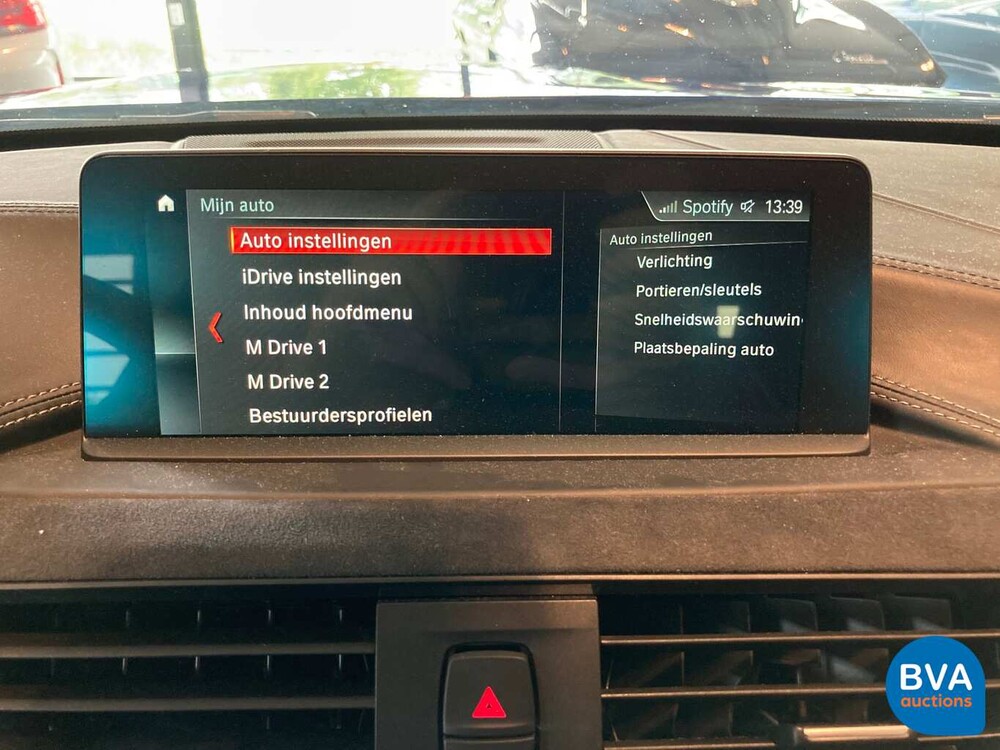 Mijn auto
Spotify 13:39
Auto instellingen
iDrive instellingen
Inhoud hoofdmenu
M Drive 1
M Drive 2
Bestuurdersprofielen
Auto instellingen
Verlichting
Portieren/sleutels
Snelheidswaarschuwin
Plaatsbepaling auto
BVA
auctions